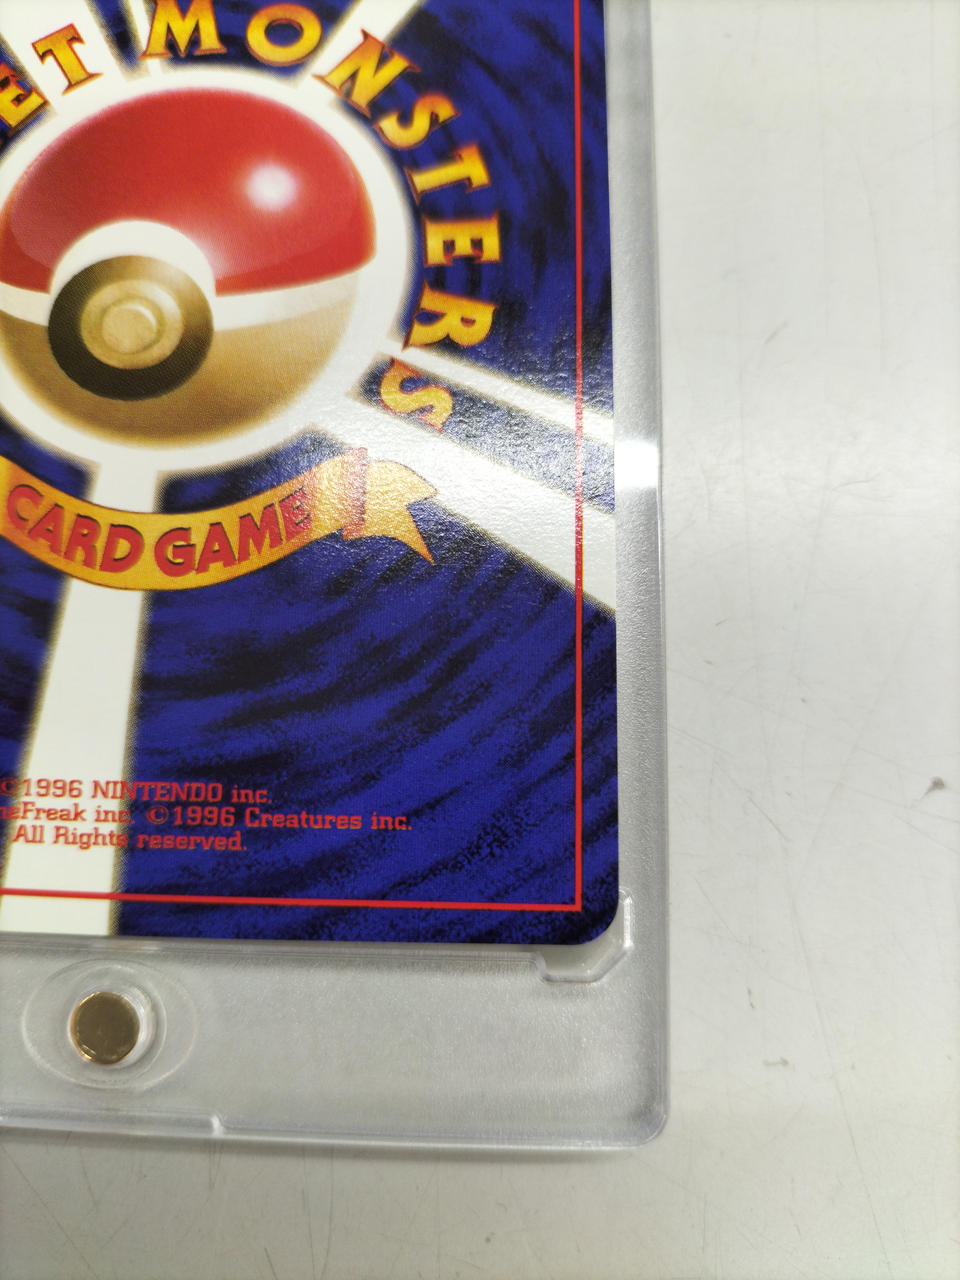 ET MONSTERS
CARD GAME
©1996 NINTENDO inc.
eFreak inc. ©1996 Creatures inc.
All Rights reserved.